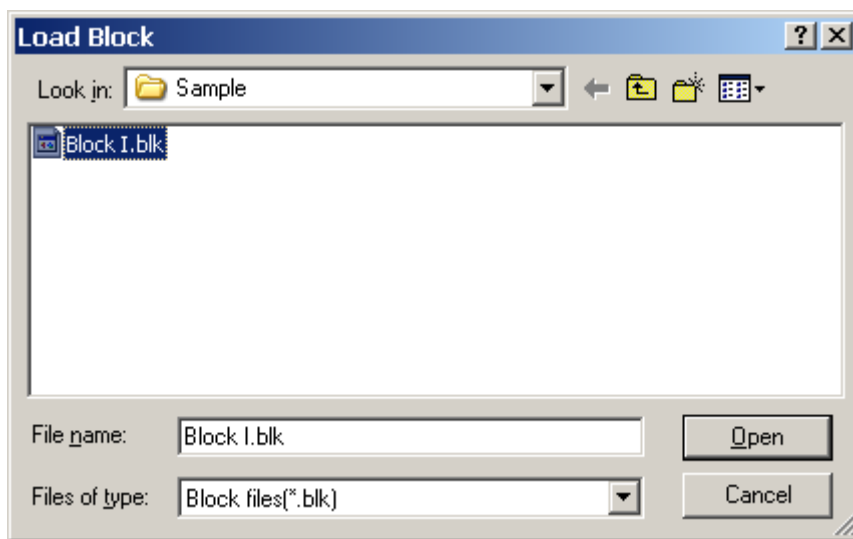 Load Block
Look in: Sample
Block I.blk
File name: Block I.blk Open
Files of type: Block files(*.blk) Cancel